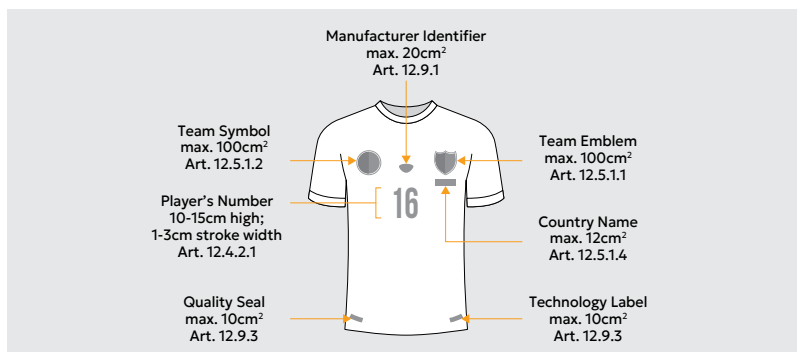 Manufacturer Identifier
max. 20cm²
Art. 12.9.1
Team Symbol
max. 100cm²
Art. 12.5.1.2
Team Emblem
max. 100cm²
Art. 12.5.1.1
Player’s Number
10-15cm high;
1-3cm stroke width
Art. 12.4.2.1
16
Country Name
max. 12cm²
Art. 12.5.1.4
Quality Seal
max. 10cm²
Art. 12.9.3
Technology Label
max. 10cm²
Art. 12.9.3